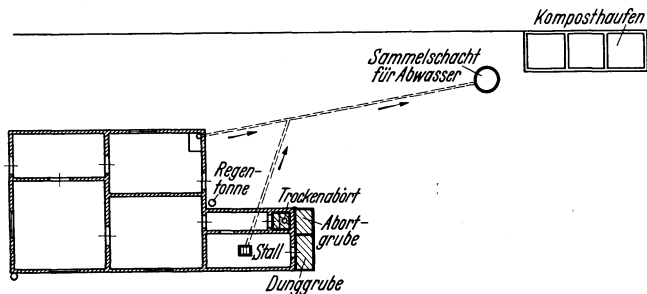 Komposthaufen
Sammelschacht
für Abwasser
Regen-
tonne
Trockenabort
Abort-
grube
Stall
Dunggrube